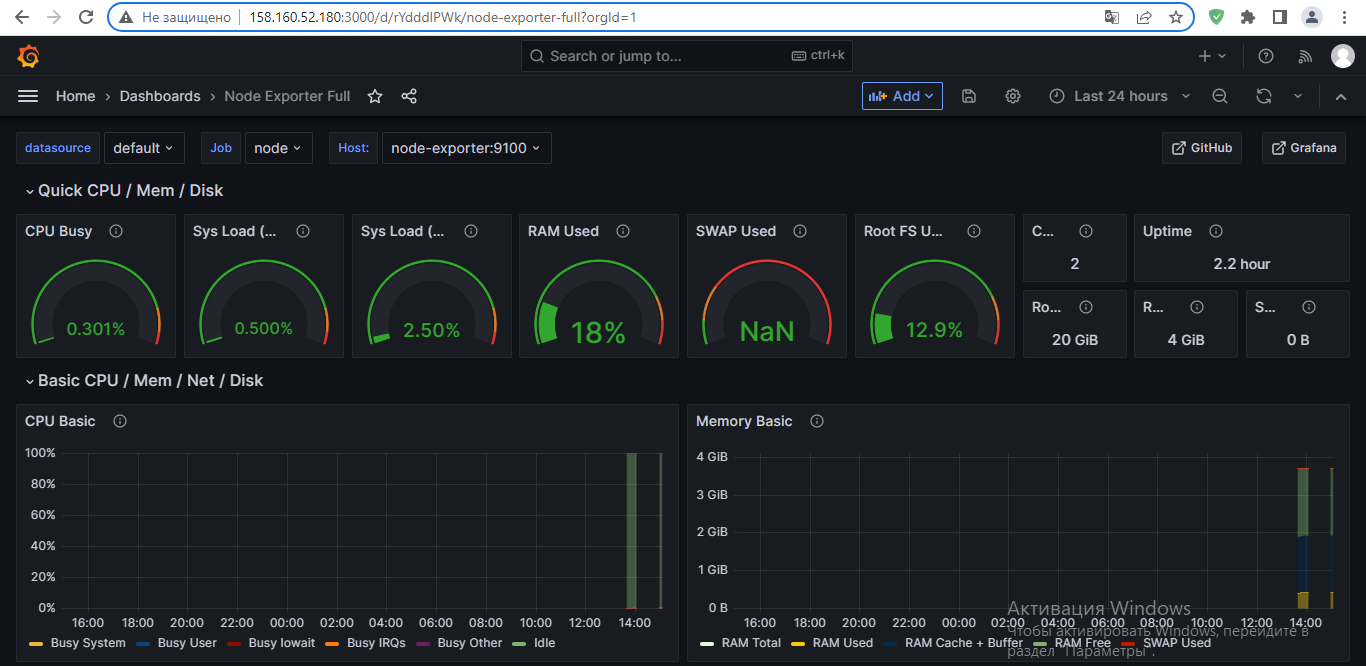 Не защищено 158.160.52.180:3000/d/rYdddlPWk/node-exporter-full?orgId=1
Search or jump to... ctrl+k
Home › Dashboards › Node Exporter Full Add Last 24 hours
datasource default Job node Host: node-exporter:9100 GitHub Grafana
Quick CPU / Mem / Disk
CPU Busy Sys Load (... Sys Load (... RAM Used SWAP Used Root FS U... C... Uptime
2 2.2 hour
Ro... R... S...
0.301% 0.500% 2.50% 18% NaN 12.9% 20 GiB 4 GiB 0 B
Basic CPU / Mem / Net / Disk
CPU Basic
100%
80%
60%
40%
20%
0%
16:00 18:00 20:00 22:00 00:00 02:00 04:00 06:00 08:00 10:00 12:00 14:00
Busy System Busy User Busy Iowait Busy IRQs Busy Other Idle
Memory Basic
4 GiB
3 GiB
2 GiB
1 GiB
0 B
16:00 18:00 20:00 22:00 00:00 02:00 04:00 06:00 08:00 10:00 12:00 14:00
RAM Total RAM Used RAM Cache + Buffer RAM Free SWAP Used
Активация Windows
Чтобы активировать Windows, перейдите в
раздел "Параметры".